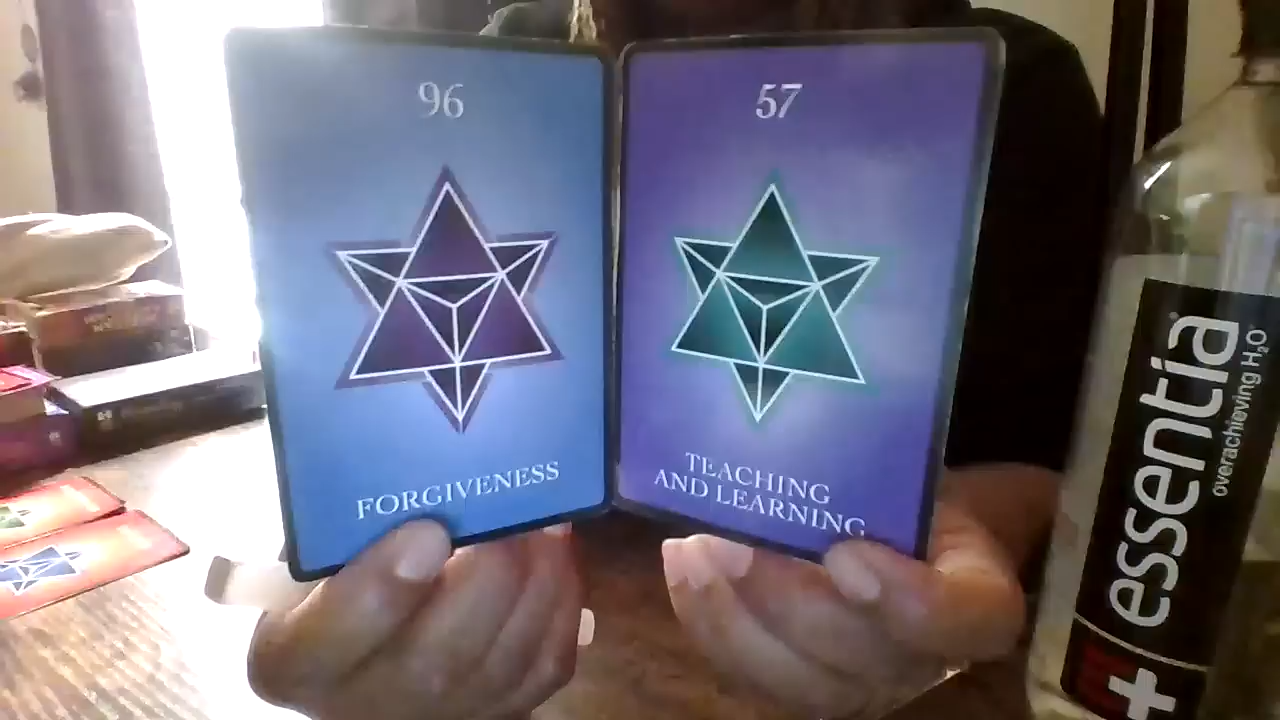 96
FORGIVENESS
57
TEACHING
AND LEARNING
essentia
overachieving H₂O